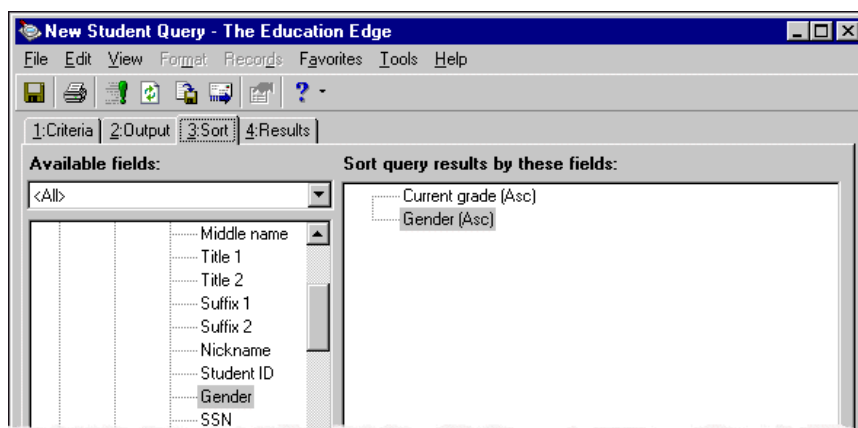 New Student Query - The Education Edge
File Edit View Format Records Favorites Tools Help
?
1:Criteria 2:Output 3:Sort 4:Results
Available fields:
<All>
Middle name
Title 1
Title 2
Suffix 1
Suffix 2
Nickname
Student ID
Gender
SSN
Sort query results by these fields:
Current grade (Asc)
Gender (Asc)